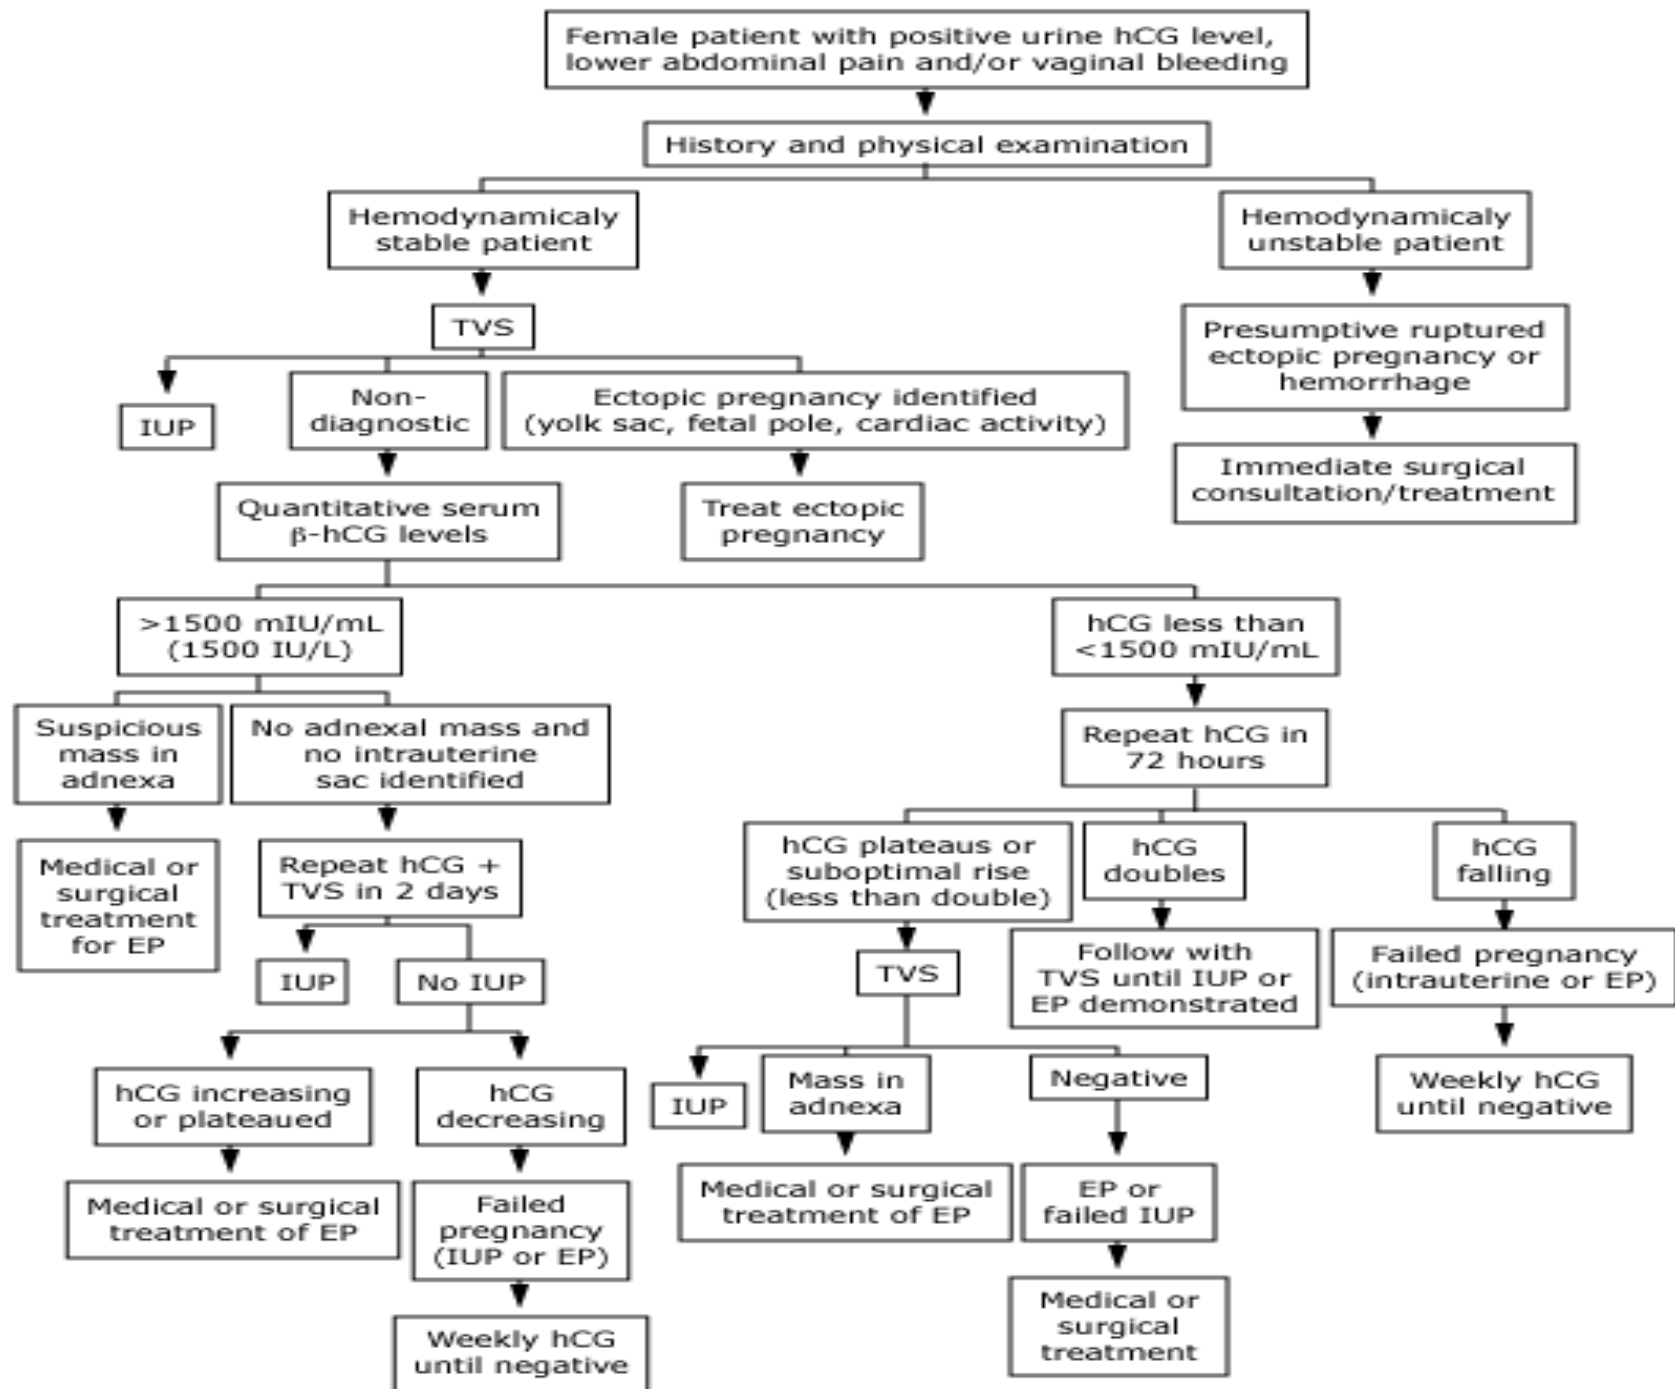 Female patient with positive urine hCG level,
lower abdominal pain and/or vaginal bleeding
History and physical examination
Hemodynamicaly
stable patient
Hemodynamicaly
unstable patient
TVS
Presumptive ruptured
ectopic pregnancy or
hemorrhage
IUP
Non-
diagnostic
Ectopic pregnancy identified
(yolk sac, fetal pole, cardiac activity)
Immediate surgical
consultation/treatment
Quantitative serum
β-hCG levels
Treat ectopic
pregnancy
>1500 mIU/mL
(1500 IU/L)
hCG less than
<1500 mIU/mL
Suspicious
mass in
adnexa
No adnexal mass and
no intrauterine
sac identified
Repeat hCG in
72 hours
Medical or
surgical
treatment
for EP
Repeat hCG +
TVS in 2 days
hCG plateaus or
suboptimal rise
(less than double)
hCG
doubles
hCG
falling
IUP
No IUP
TVS
Follow with
TVS until IUP or
EP demonstrated
Failed pregnancy
(intrauterine or EP)
hCG increasing
or plateaued
hCG
decreasing
IUP
Mass in
adnexa
Negative
Weekly hCG
until negative
Medical or surgical
treatment of EP
Failed
pregnancy
(IUP or EP)
Medical or surgical
treatment of EP
EP or
failed IUP
Weekly hCG
until negative
Medical or
surgical
treatment